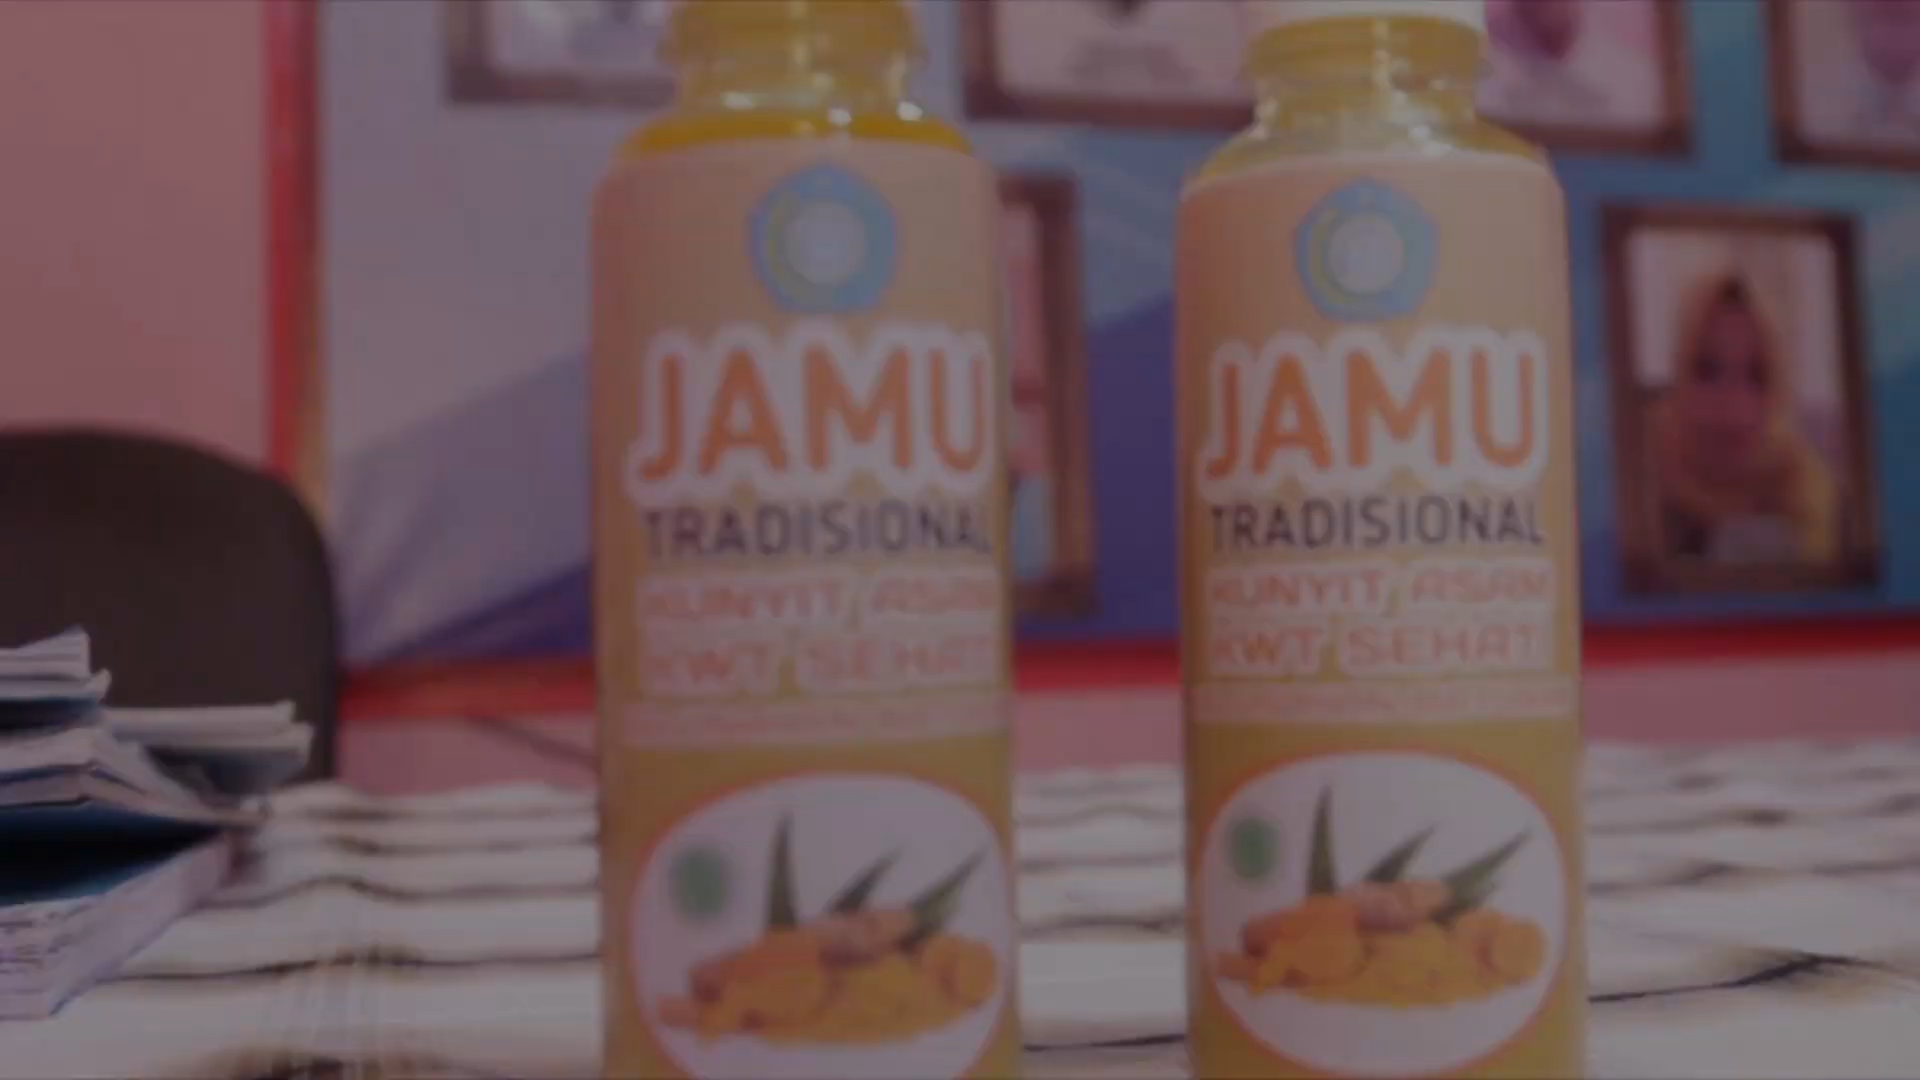 JAMU
TRADISIONAL
KUNYIT, ASAM
KWT SEHAT
JAMU
TRADISIONAL
KUNYIT, ASAM
KWT SEHAT